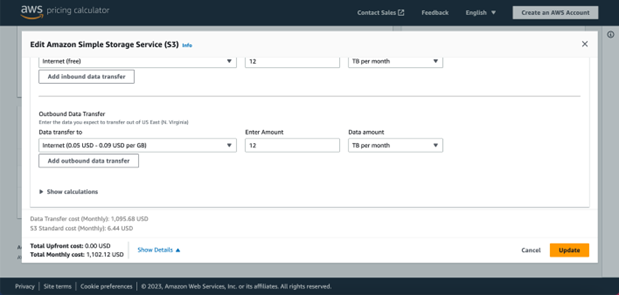 aws pricing calculator
Contact Sales
Feedback
English
Create an AWS Account
Edit Amazon Simple Storage Service (S3) Info
Internet (free)
12
TB per month
Add inbound data transfer
Outbound Data Transfer
Enter the data you expect to transfer out of US East (N. Virginia)
Data transfer to
Enter Amount
Data amount
Internet (0.05 USD - 0.09 USD per GB)
12
TB per month
Add outbound data transfer
Show calculations
Data Transfer cost (Monthly): 1,095.68 USD
S3 Standard cost (Monthly): 6.44 USD
Total Upfront cost: 0.00 USD
Total Monthly cost: 1,102.12 USD
Show Details
Cancel
Update
Privacy | Site terms | Cookie preferences | © 2023, Amazon Web Services, Inc. or its affiliates. All rights reserved.